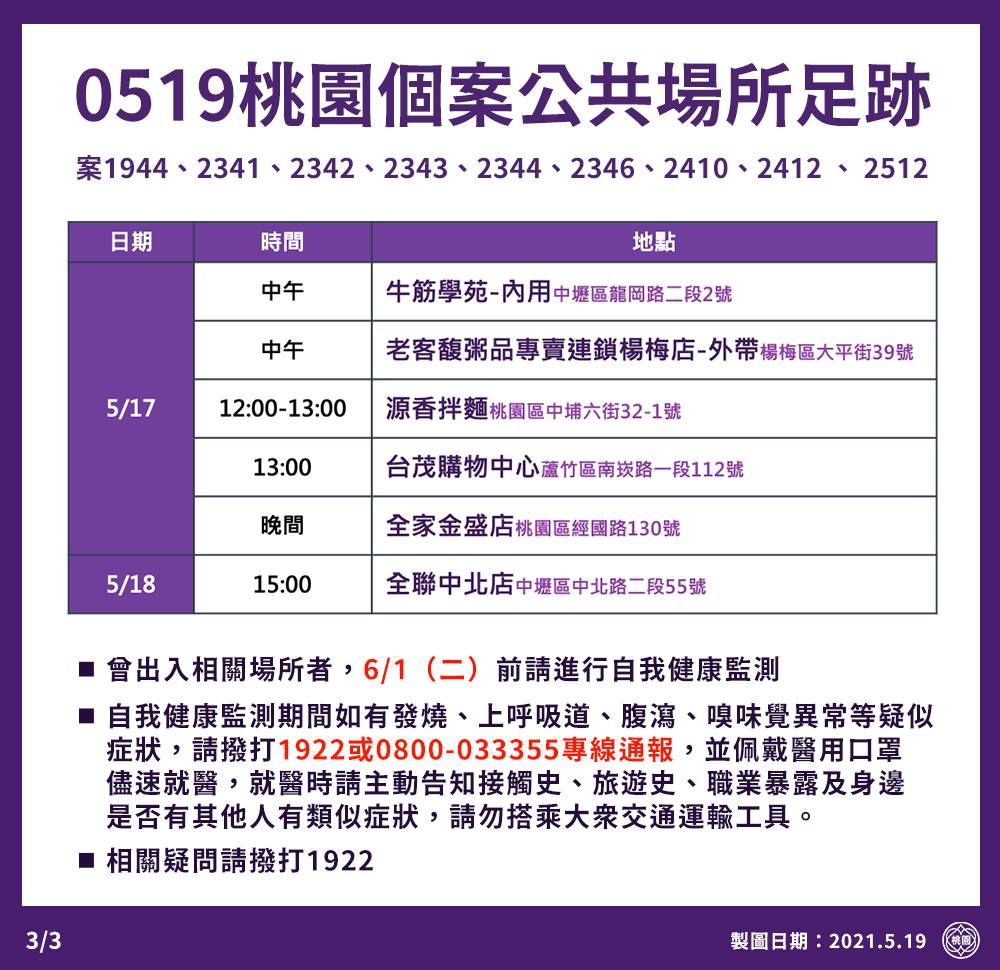 0519桃園個案公共場所足跡
案1944、2341、2342、2343、2344、2346、2410、2412 、 2512
日期 時間 地點
5/17
中午 牛筋學苑-內用中壢區龍岡路二段2號
中午 老客馥粥品專賣連鎖楊梅店-外帶楊梅區大平街39號
12:00-13:00 源香拌麵桃園區中埔六街32-1號
13:00 台茂購物中心蘆竹區南崁路一段112號
晚間 全家金盛店桃園區經國路130號
5/18 15:00 全聯中北店中壢區中北路二段55號
■ 曾出入相關場所者，6/1（二）前請進行自我健康監測
■ 自我健康監測期間如有發燒、上呼吸道、腹瀉、嗅味覺異常等疑似
症狀，請撥打1922或0800-033355專線通報，並佩戴醫用口罩
儘速就醫，就醫時請主動告知接觸史、旅遊史、職業暴露及身邊
是否有其他人有類似症狀，請勿搭乘大眾交通運輸工具。
■ 相關疑問請撥打1922
3/3
製圖日期：2021.5.19
桃園